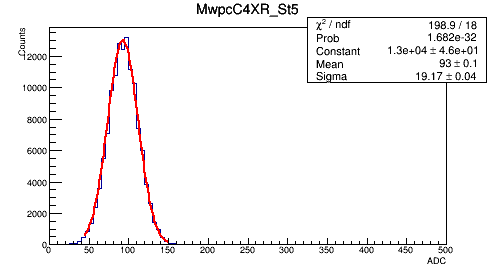 MwpcC4XR_St5
χ² / ndf 198.9 / 18
Prob 1.682e-32
Constant 1.3e+04 ± 4.6e+01
Mean 93 ± 0.1
Sigma 19.17 ± 0.04
Counts
12000
10000
8000
6000
4000
2000
0
0 50 100 150 200 250 300 350 400 450 500
ADC